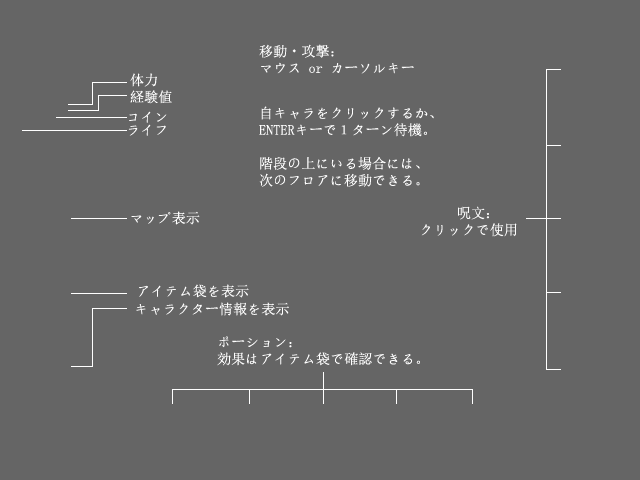 移動・攻撃:
マウス or カーソルキー
体力
経験値
コイン
ライフ
自キャラをクリックするか、
ENTERキーで1ターン待機。
階段の上にいる場合には、
次のフロアに移動できる。
マップ表示
呪文:
クリックで使用
アイテム袋を表示
キャラクター情報を表示
ポーション:
効果はアイテム袋で確認できる。